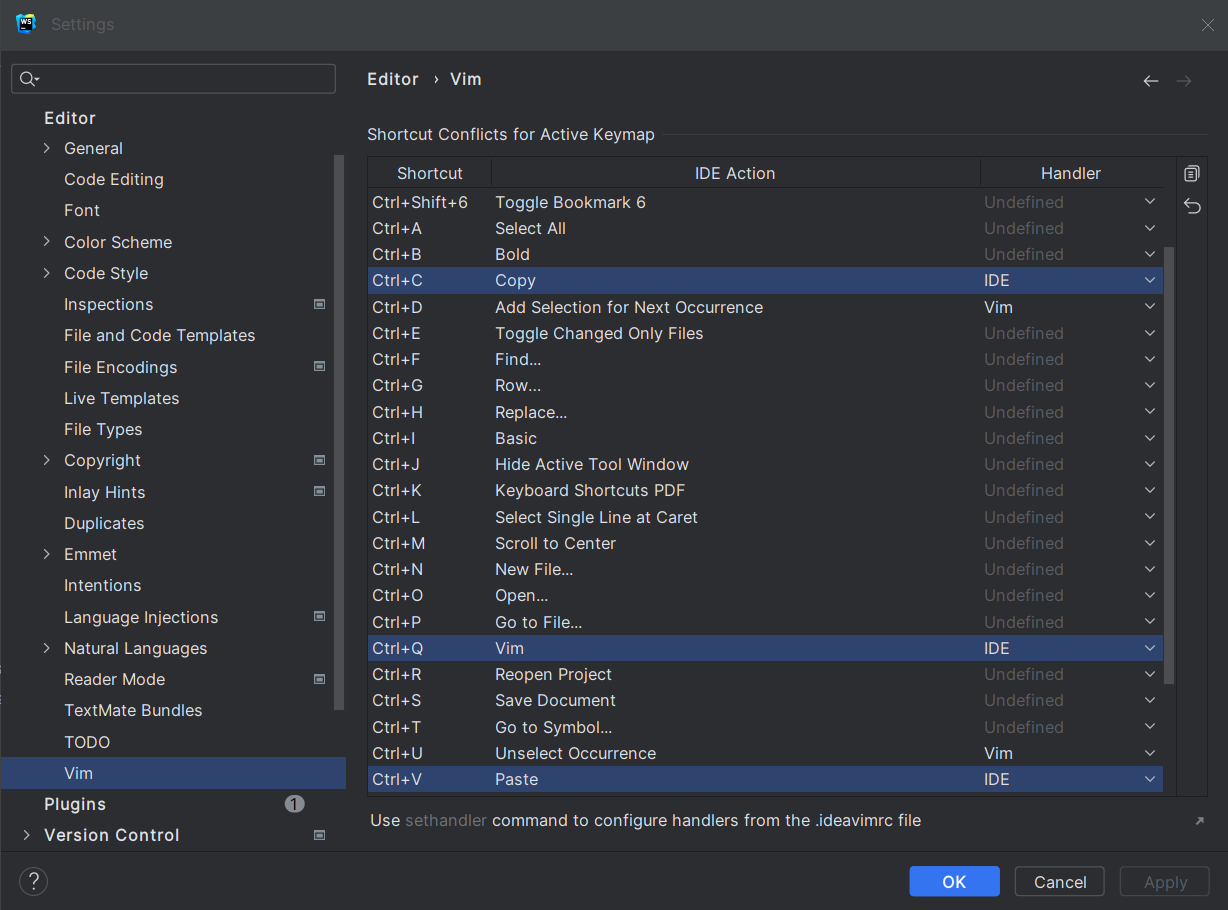 WS
Settings
Editor
General
Code Editing
Font
Color Scheme
Code Style
Inspections
File and Code Templates
File Encodings
Live Templates
File Types
Copyright
Inlay Hints
Duplicates
Emmet
Intentions
Language Injections
Natural Languages
Reader Mode
TextMate Bundles
TODO
Vim
Plugins 1
Version Control
?
Editor › Vim
Shortcut Conflicts for Active Keymap
Shortcut IDE Action Handler
Ctrl+Shift+6 Toggle Bookmark 6 Undefined
Ctrl+A Select All Undefined
Ctrl+B Bold Undefined
Ctrl+C Copy IDE
Ctrl+D Add Selection for Next Occurrence Vim
Ctrl+E Toggle Changed Only Files Undefined
Ctrl+F Find... Undefined
Ctrl+G Row... Undefined
Ctrl+H Replace... Undefined
Ctrl+I Basic Undefined
Ctrl+J Hide Active Tool Window Undefined
Ctrl+K Keyboard Shortcuts PDF Undefined
Ctrl+L Select Single Line at Caret Undefined
Ctrl+M Scroll to Center Undefined
Ctrl+N New File... Undefined
Ctrl+O Open... Undefined
Ctrl+P Go to File... Undefined
Ctrl+Q Vim IDE
Ctrl+R Reopen Project Undefined
Ctrl+S Save Document Undefined
Ctrl+T Go to Symbol... Undefined
Ctrl+U Unselect Occurrence Vim
Ctrl+V Paste IDE
Use sethandler command to configure handlers from the .ideavimrc file
OK Cancel Apply